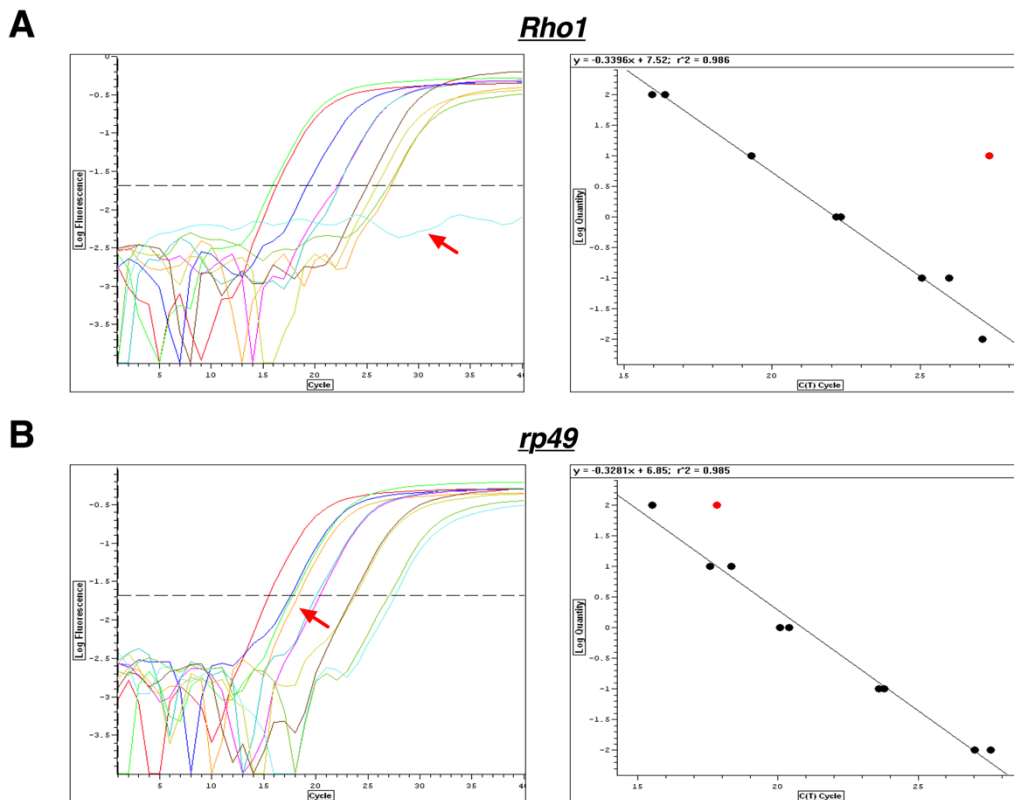 A
Rho1
y = -0.3396x + 7.52; r^2 = 0.986
0
-0.5
-1
-1.5
-2
-2.5
-3
-3.5
Log Fluorescence
5 10 15 20 25 30 35 40
Cycle
2
1.5
1
0.5
0
-0.5
-1
-1.5
-2
Log Quantity
15 20 25
C(T) Cycle
B
rp49
y = -0.3281x + 6.85; r^2 = 0.985
-0.5
-1
-1.5
-2
-2.5
-3
-3.5
Log Fluorescence
5 10 15 20 25 30 35 40
Cycle
2
1.5
1
0.5
0
-0.5
-1
-1.5
-2
Log Quantity
15 20 25
C(T) Cycle